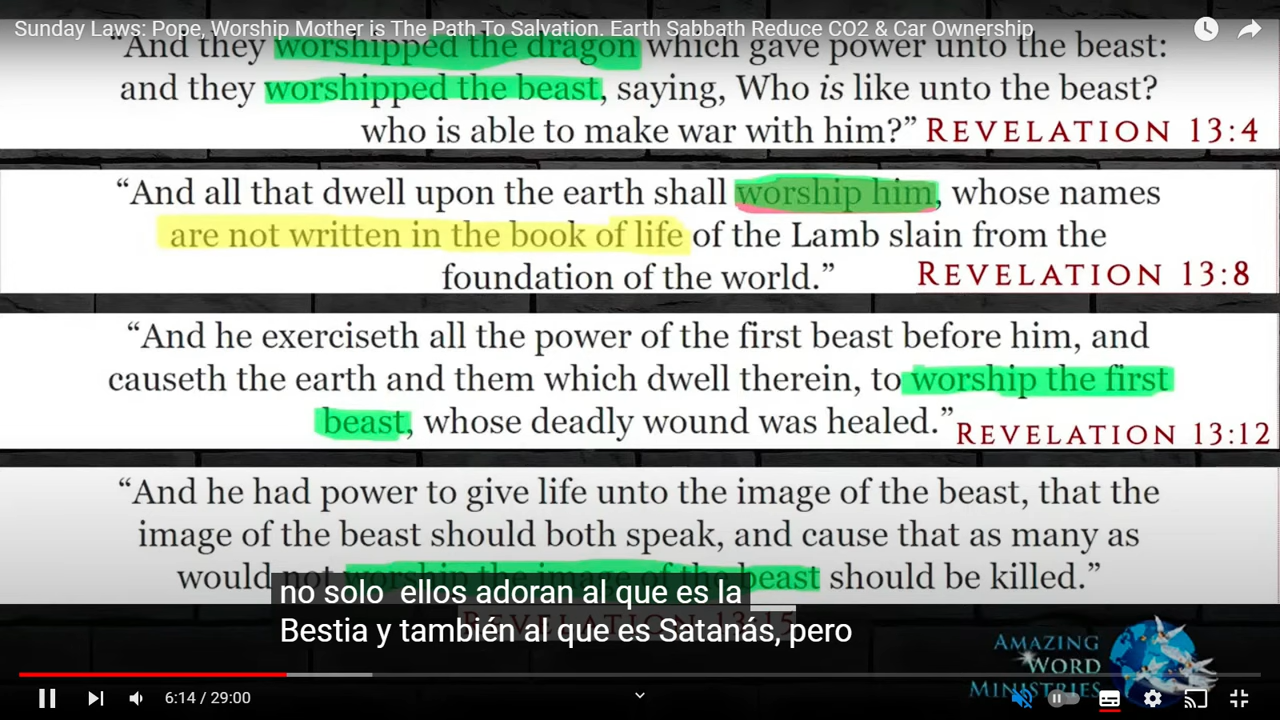 Sunday Laws: Pope, Worship Mother is The Path To Salvation. Earth Sabbath Reduce CO2 & Car Ownership
“And they worshipped the dragon which gave power unto the beast:
and they worshipped the beast, saying, Who is like unto the beast?
who is able to make war with him?” REVELATION 13:4
“And all that dwell upon the earth shall worship him, whose names
are not written in the book of life of the Lamb slain from the
foundation of the world.” REVELATION 13:8
“And he exerciseth all the power of the first beast before him, and
causeth the earth and them which dwell therein, to worship the first
beast, whose deadly wound was healed.” REVELATION 13:12
“And he had power to give life unto the image of the beast, that the
image of the beast should both speak, and cause that as many as
would not worship the image of the beast should be killed.”
REVELATION 13:15
no solo ellos adoran al que es la
Bestia y también al que es Satanás, pero
AMAZING
WORD
MINISTRIES
6:14 / 29:00